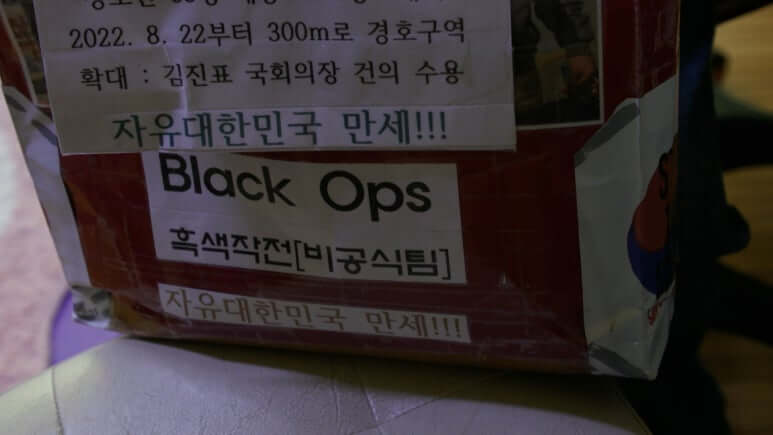 2022. 8. 22부터 300m로 경호구역
확대 : 김진표 국회의장 건의 수용
자유대한민국 만세!!!
Black Ops
흑색작전[비공식팀]
자유대한민국 만세!!!